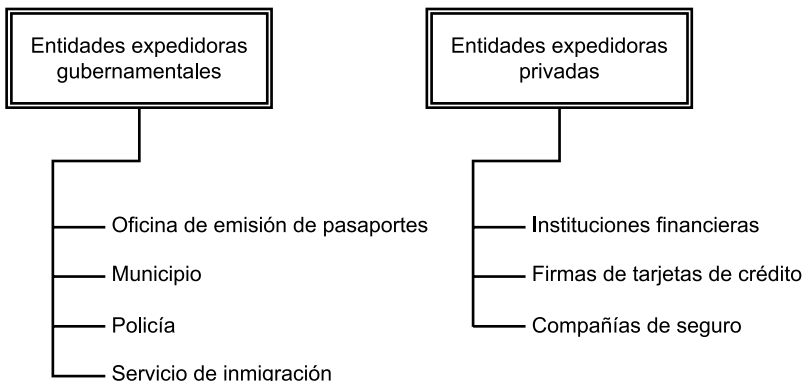 Entidades expedidoras
gubernamentales
Oficina de emisión de pasaportes
Municipio
Policía
Servicio de inmigración
Entidades expedidoras
privadas
Instituciones financieras
Firmas de tarjetas de crédito
Compañías de seguro